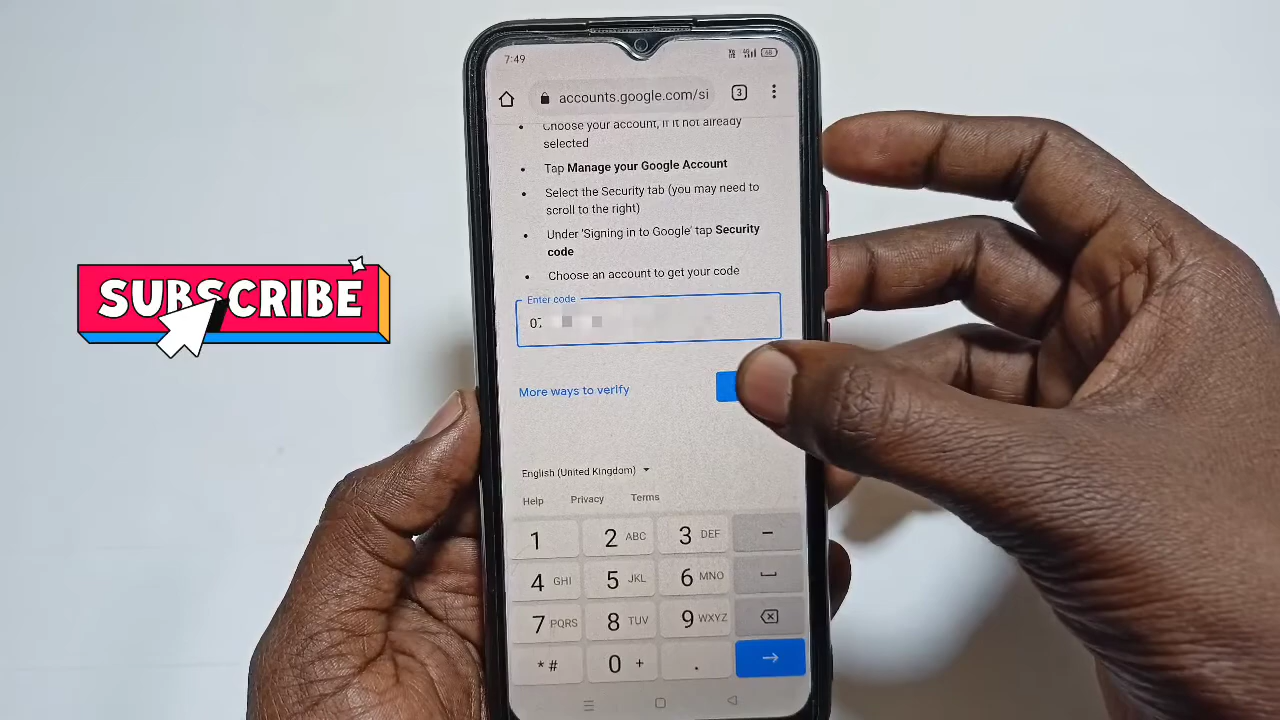 7:49
68
accounts.google.com/si
3
Choose your account, if it not already
selected
Tap Manage your Google Account
Select the Security tab (you may need to
scroll to the right)
Under 'Signing in to Google' tap Security
code
Choose an account to get your code
SUBSCRIBE
Enter code
More ways to verify
English (United Kingdom)
Help Privacy Terms
1 2 ABC 3 DEF −
4 GHI 5 JKL 6 MNO
7 PQRS 8 TUV 9 WXYZ
* # 0 + .